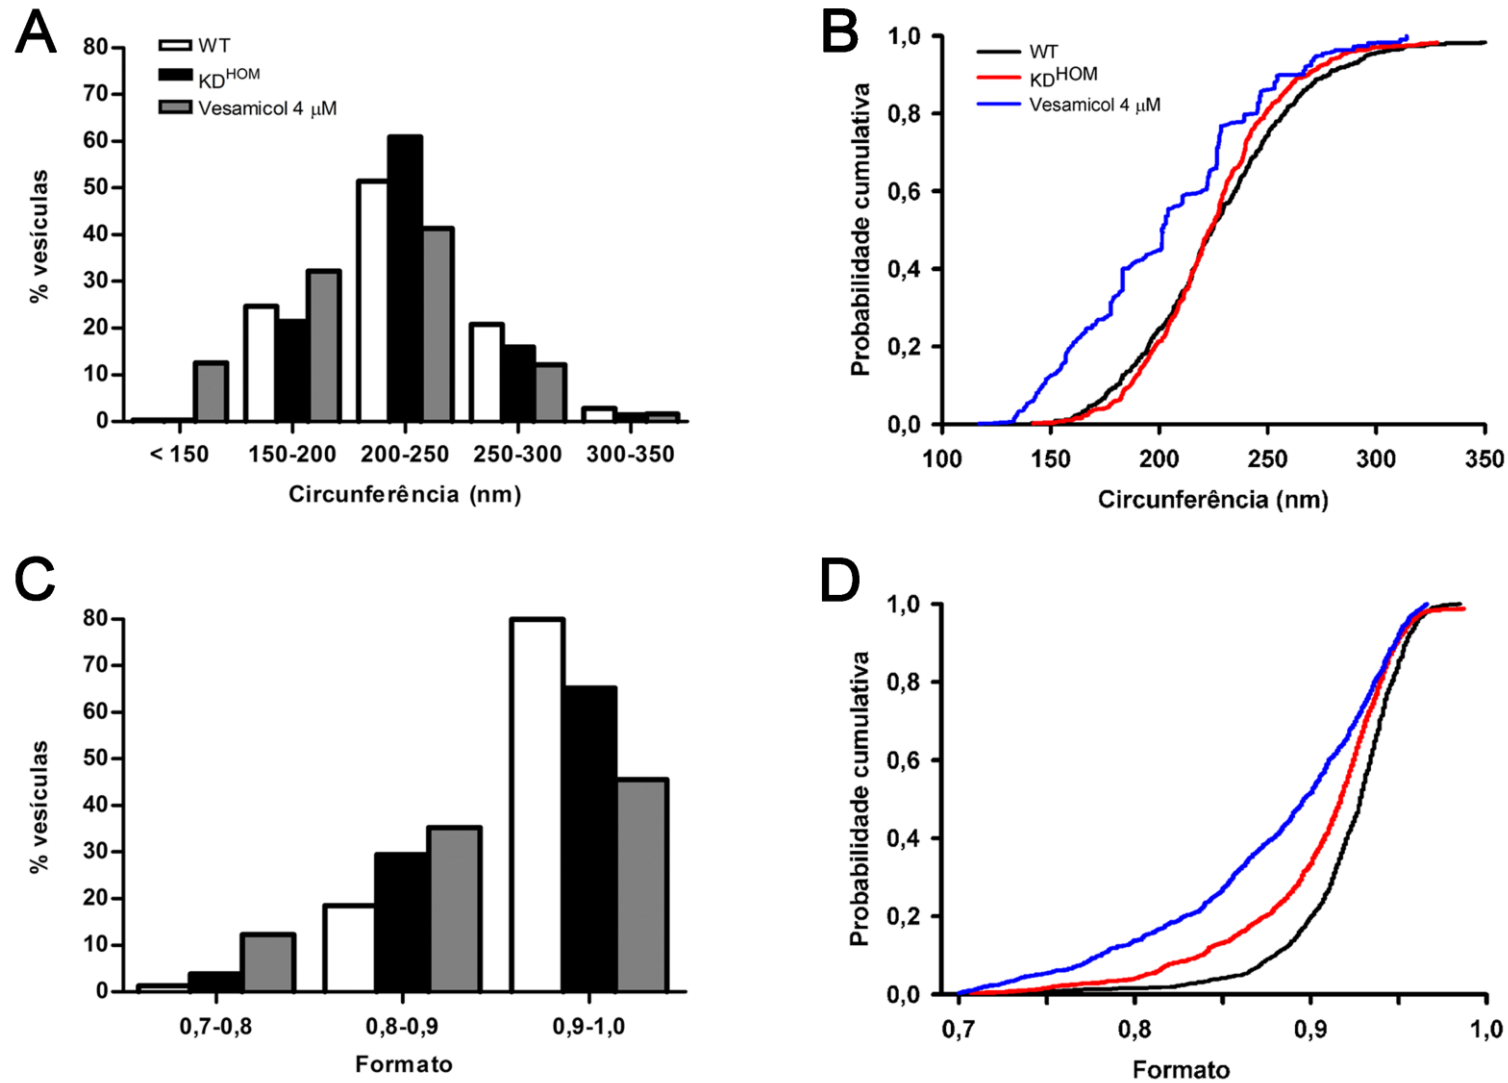 A
WT
KDHOM
Vesamicol 4 µM
80
70
60
50
40
30
20
10
0
% vesículas
< 150 150-200 200-250 250-300 300-350
Circunferência (nm)
B
WT
KDHOM
Vesamicol 4 µM
1,0
0,8
0,6
0,4
0,2
0,0
Probabilidade cumulativa
100 150 200 250 300 350
Circunferência (nm)
C
80
70
60
50
40
30
20
10
0
% vesículas
0,7-0,8 0,8-0,9 0,9-1,0
Formato
D
1,0
0,8
0,6
0,4
0,2
0,0
Probabilidade cumulativa
0,7 0,8 0,9 1,0
Formato